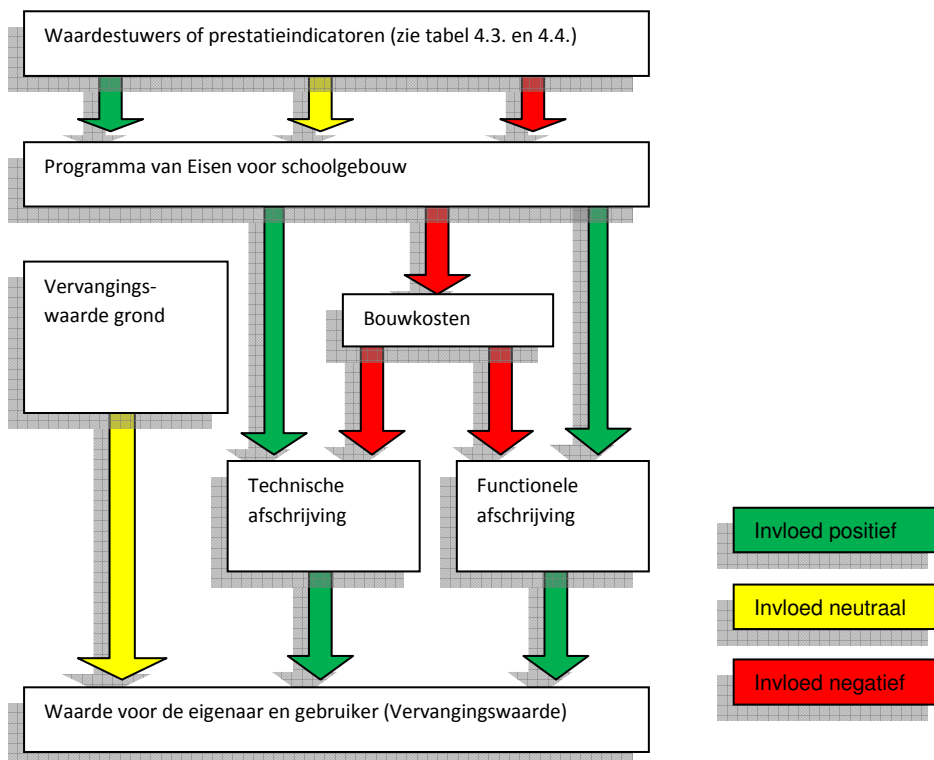 Waardestuwers of prestatieindicatoren (zie tabel 4.3. en 4.4.)
Programma van Eisen voor schoolgebouw
Vervangings-
waarde grond
Bouwkosten
Technische
afschrijving
Functionele
afschrijving
Invloed positief
Invloed neutraal
Invloed negatief
Waarde voor de eigenaar en gebruiker (Vervangingswaarde)